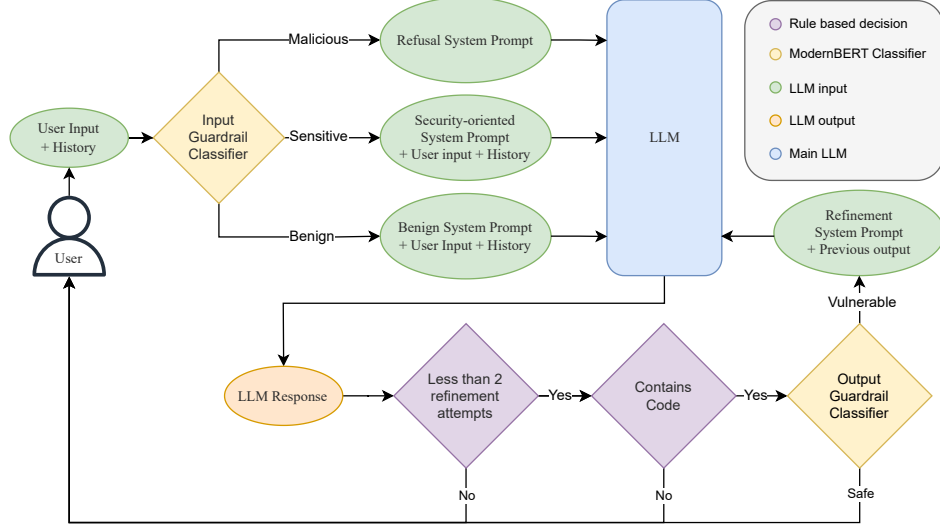 Malicious
Refusal System Prompt
Rule based decision
ModernBERT Classifier
LLM input
LLM output
Main LLM
User Input
+ History
Input
Guardrail
Classifier
Sensitive
Security-oriented
System Prompt
+ User input + History
LLM
Benign
Benign System Prompt
+ User Input + History
Refinement
System Prompt
+ Previous output
User
Vulnerable
LLM Response
Less than 2
refinement
attempts
Yes
Contains
Code
Yes
Output
Guardrail
Classifier
No
No
Safe